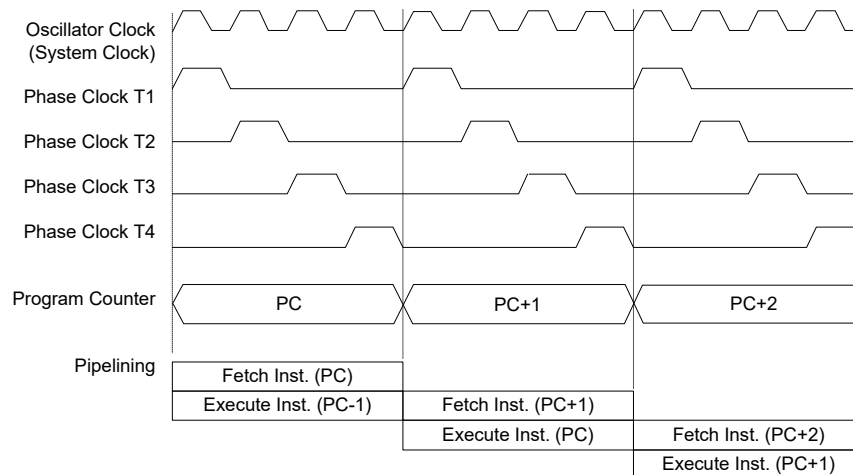 Oscillator Clock
(System Clock)
Phase Clock T1
Phase Clock T2
Phase Clock T3
Phase Clock T4
Program Counter
PC
PC+1
PC+2
Pipelining
Fetch Inst. (PC)
Execute Inst. (PC-1)
Fetch Inst. (PC+1)
Execute Inst. (PC)
Fetch Inst. (PC+2)
Execute Inst. (PC+1)